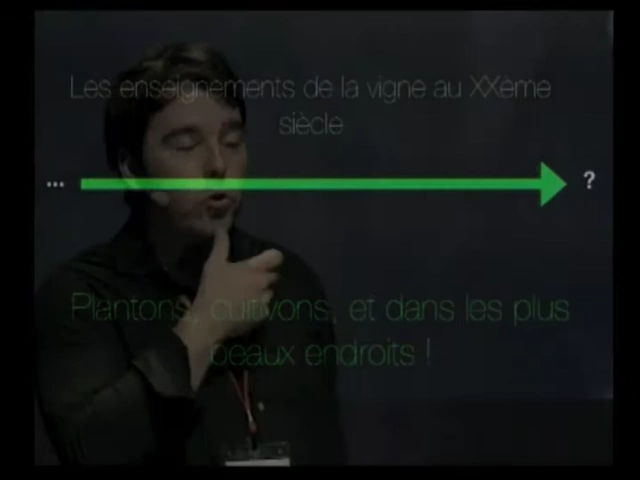 Les enseignements de la vigne au XXème
siècle
... ?
Plantons, cultivons, et dans les plus
beaux endroits !